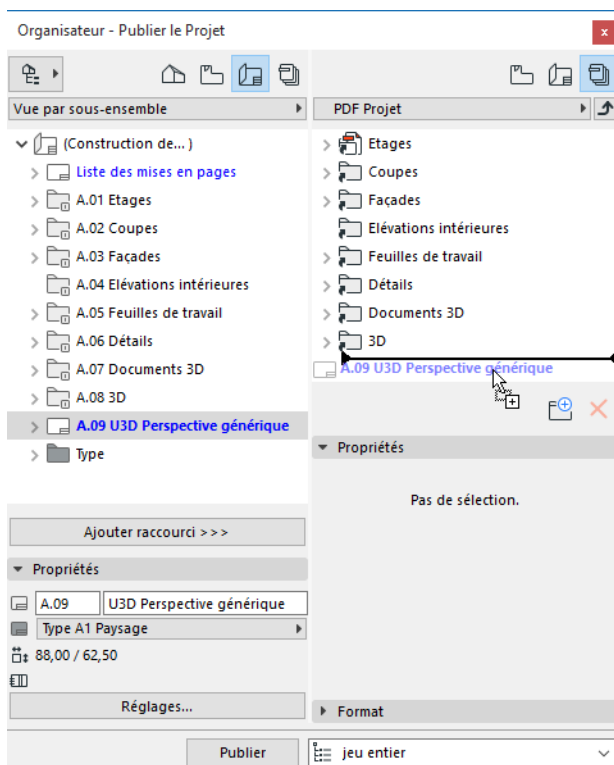 Organisateur - Publier le Projet
x
Vue par sous-ensemble
(Construction de... )
Liste des mises en pages
A.01 Etages
A.02 Coupes
A.03 Façades
A.04 Elévations intérieures
A.05 Feuilles de travail
A.06 Détails
A.07 Documents 3D
A.08 3D
A.09 U3D Perspective générique
Type
Ajouter raccourci >>>
Propriétés
A.09
U3D Perspective générique
Type A1 Paysage
88,00 / 62,50
Réglages...
PDF Projet
Etages
Coupes
Façades
Elévations intérieures
Feuilles de travail
Détails
Documents 3D
3D
A.09 U3D Perspective générique
Propriétés
Pas de sélection.
Format
Publier
jeu entier